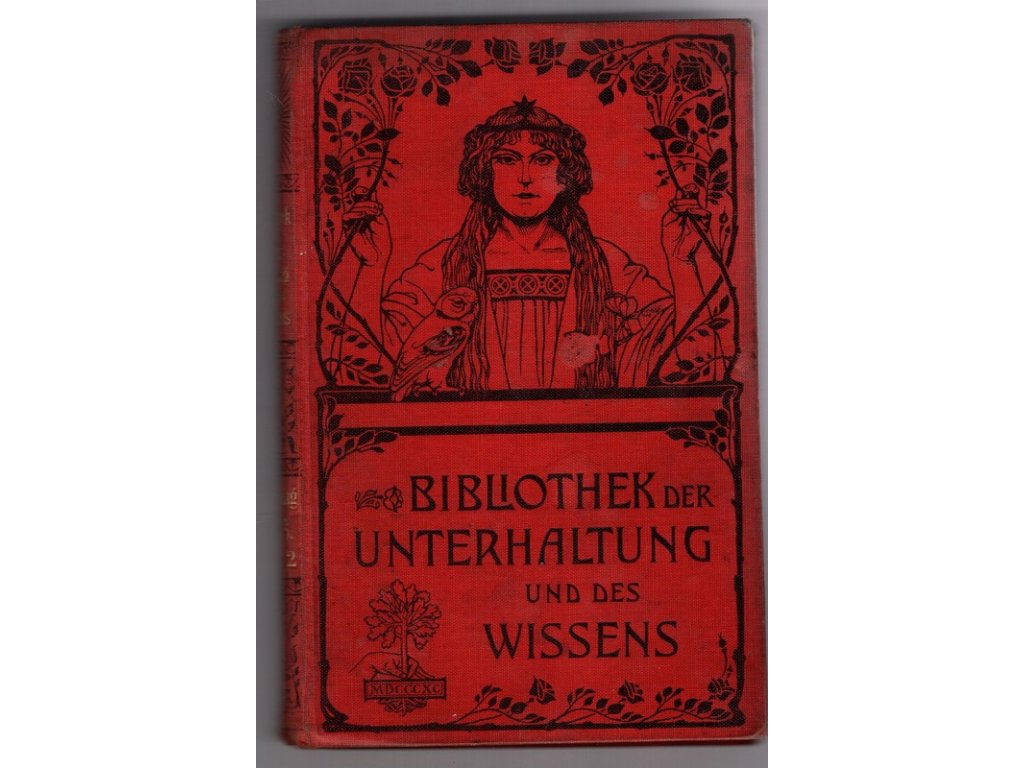 BIBLIOTHEK DER
UNTERHALTUNG
UND DES
WISSENS
MDCCCXC